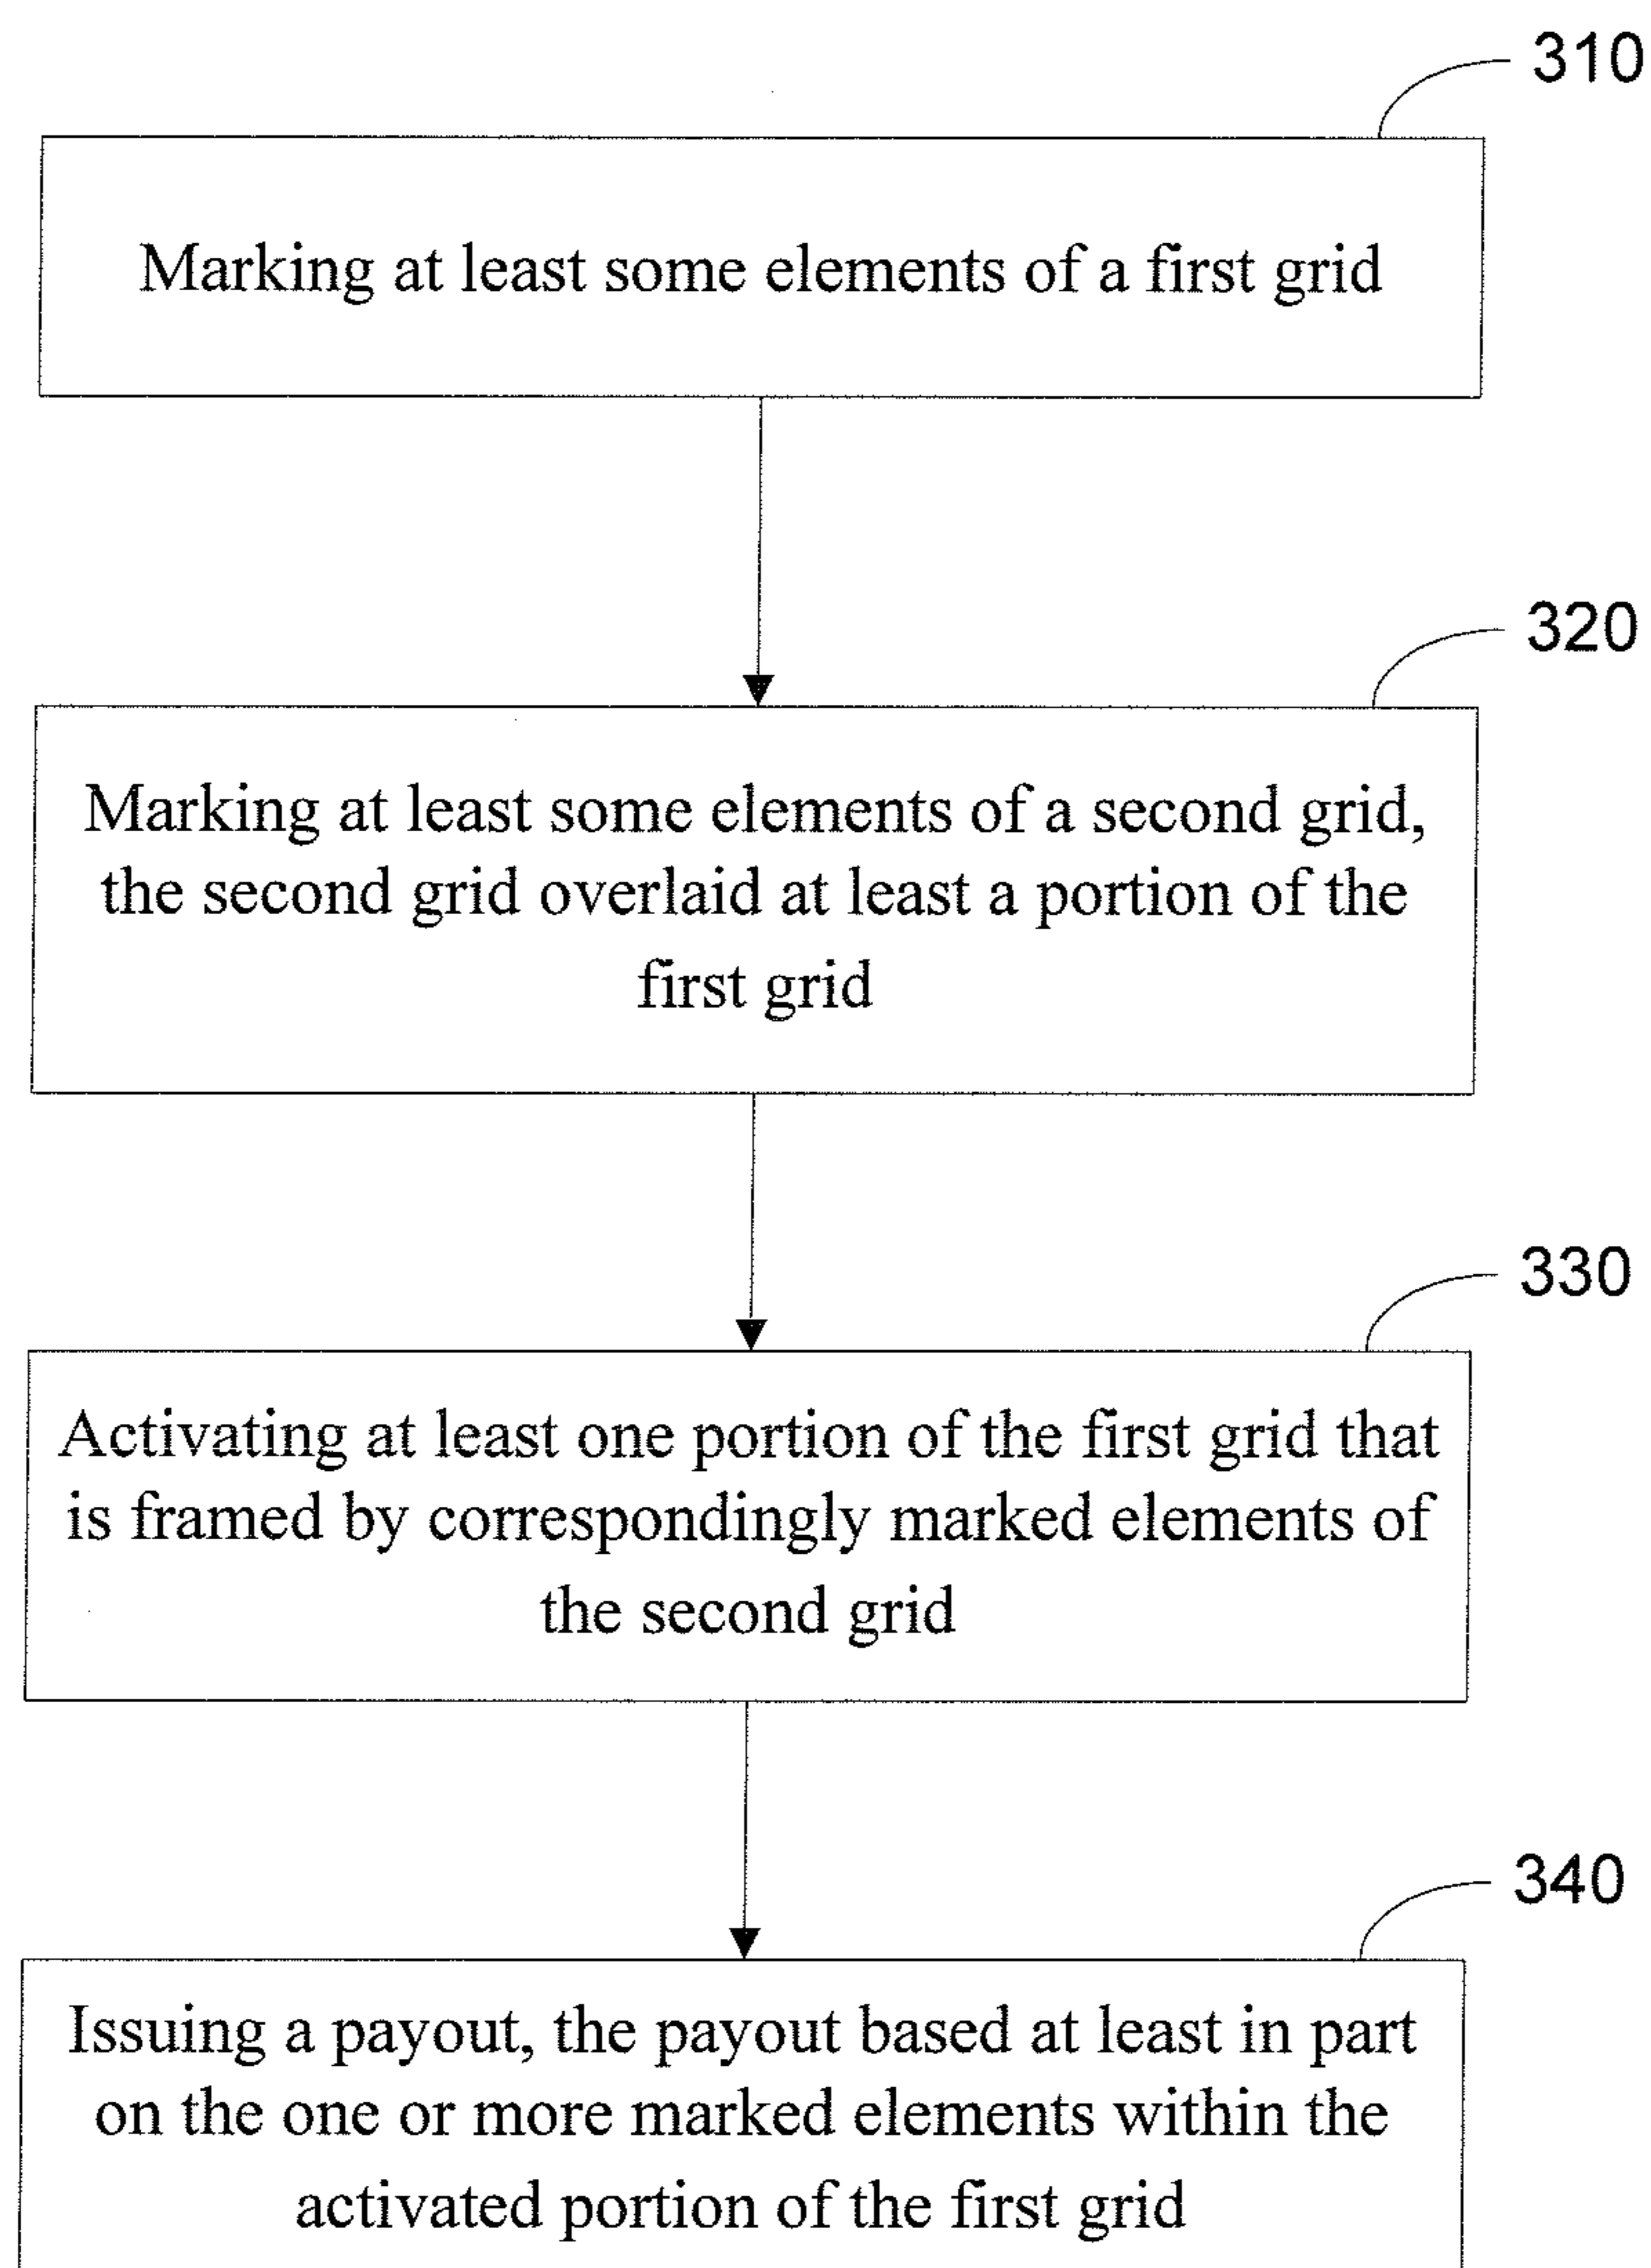 310
Marking at least some elements of a first grid
320
Marking at least some elements of a second grid,
the second grid overlaid at least a portion of the
first grid
330
Activating at least one portion of the first grid that
is framed by correspondingly marked elements of
the second grid
340
Issuing a payout, the payout based at least in part
on the one or more marked elements within the
activated portion of the first grid